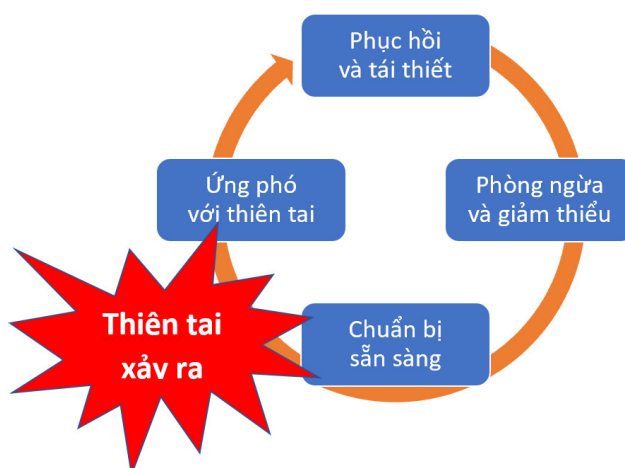 Phục hồi
và tái thiết
Ứng phó
với thiên tai
Phòng ngừa
và giảm thiểu
Thiên tai
xảy ra
Chuẩn bị
sẵn sàng